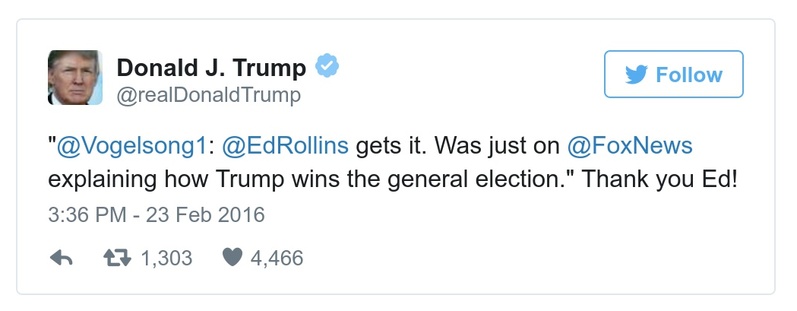 Donald J. Trump
@realDonaldTrump
Follow
"@Vogelsong1: @EdRollins gets it. Was just on @FoxNews
explaining how Trump wins the general election." Thank you Ed!
3:36 PM - 23 Feb 2016
1,303 4,466